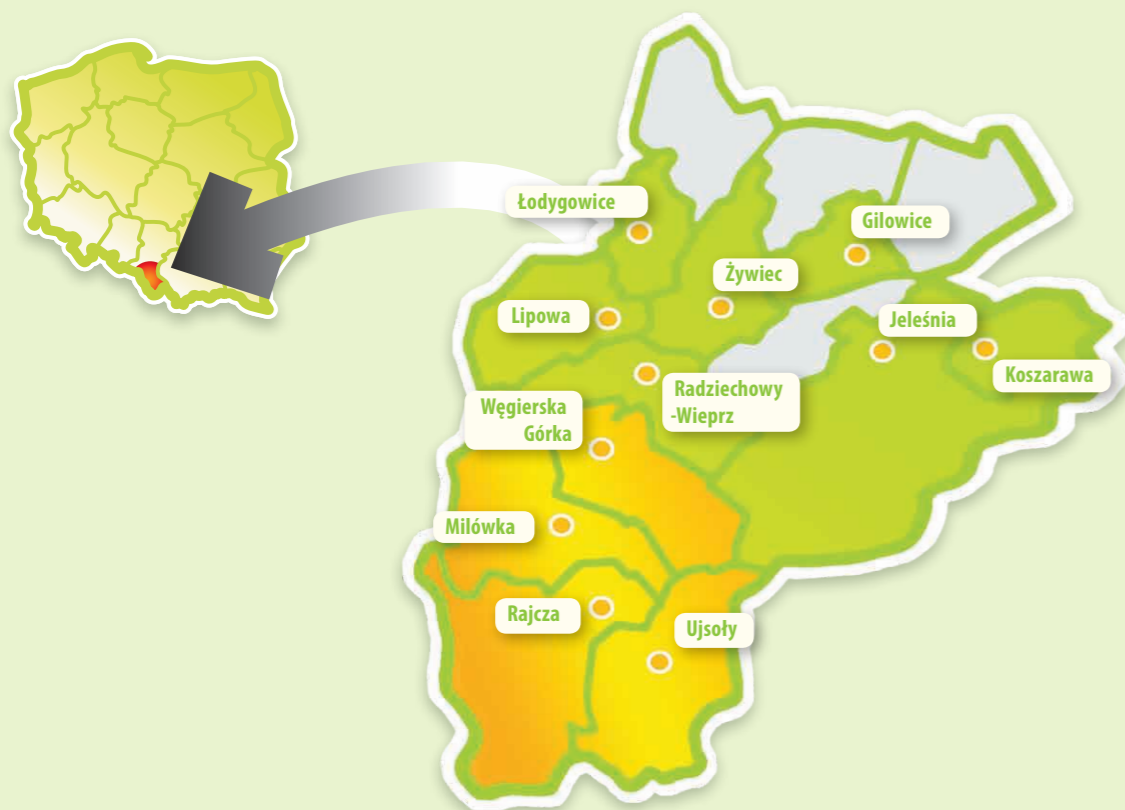 Łodygowice
Gilowice
Żywiec
Lipowa
Jeleśnia
Koszarawa
Radziechowy
-Wieprz
Węgierska
Górka
Milówka
Rajcza
Ujsoły